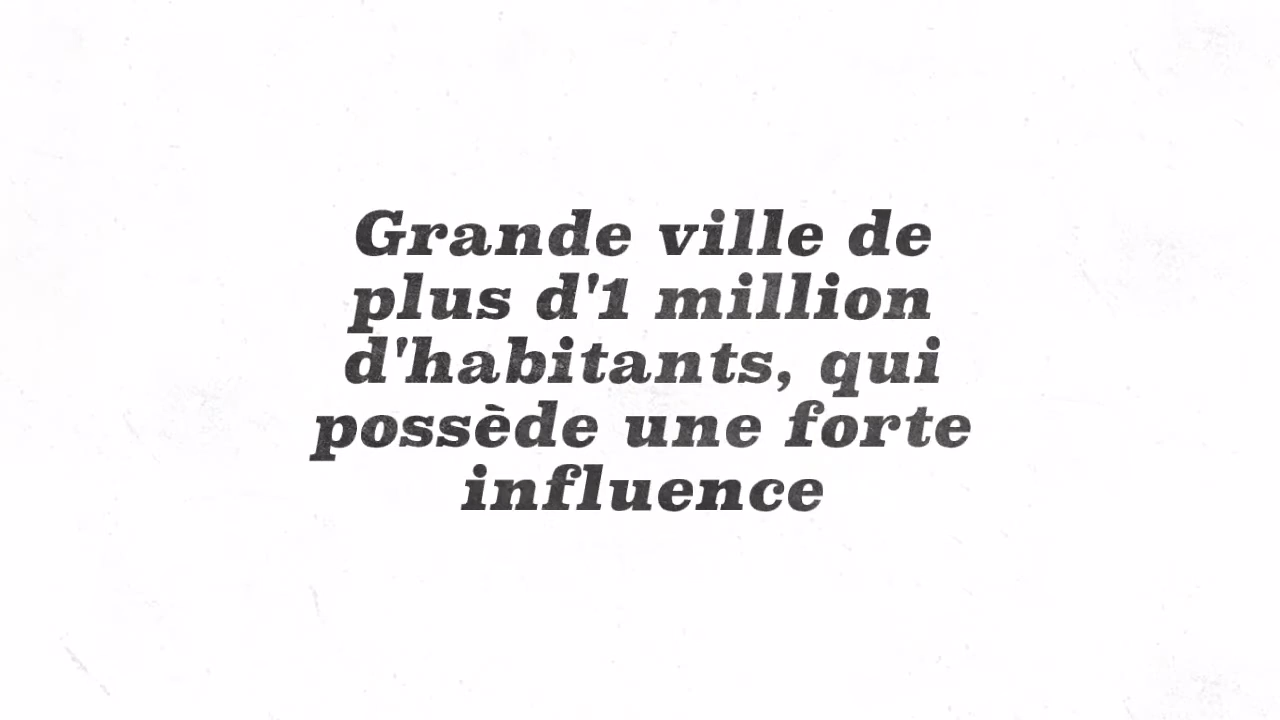 Grande ville de
plus d'1 million
d'habitants, qui
possède une forte
influence